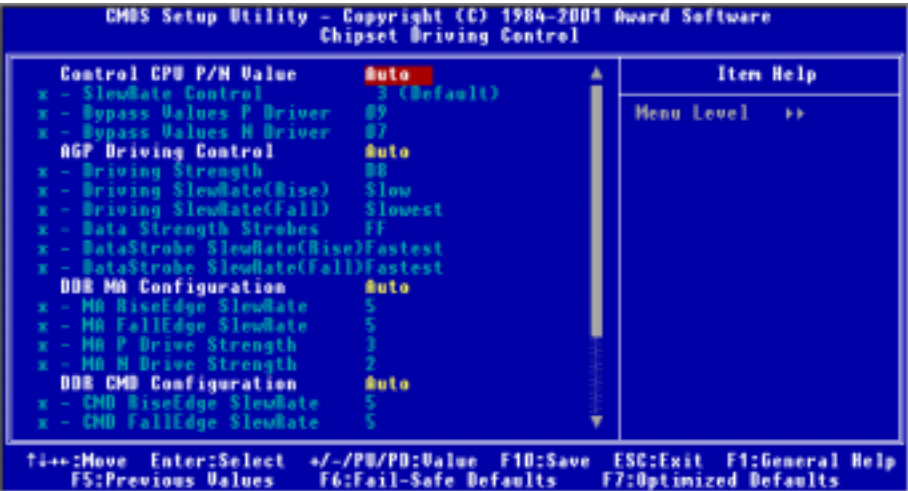 CMOS Setup Utility - Copyright (C) 1984-2001 Award Software
Chipset Driving Control
Control CPU P/N Value Auto
x - SlewRate Control 3 (Default)
x - Bypass Values P Driver 09
x - Bypass Values N Driver 07
AGP Driving Control Auto
x - Driving Strength DB
x - Driving SlewRate(Rise) Slow
x - Driving SlewRate(Fall) Slowest
x - Data Strength Strobes FF
x - DataStrobe SlewRate(Rise)Fastest
x - DataStrobe SlewRate(Fall)Fastest
DDR MA Configuration Auto
x - MA RiseEdge SlewRate 5
x - MA FallEdge SlewRate 5
x - MA P Drive Strength 3
x - MA N Drive Strength 2
DDR CMD Configuration Auto
x - CMD RiseEdge SlewRate 5
x - CMD FallEdge SlewRate 5
Item Help
Menu Level ▸▸
↑↓→←:Move Enter:Select +/-/PU/PD:Value F10:Save ESC:Exit F1:General Help
F5:Previous Values F6:Fail-Safe Defaults F7:Optimized Defaults